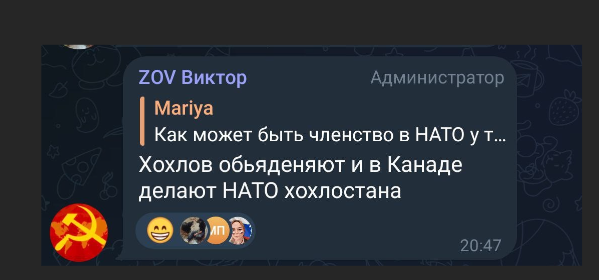 ZOV Виктор Администратор
Mariya
Как может быть членство в НАТО у т...
Хохлов обьяденяют и в Канаде
делают НАТО хохлостана
ИП
20:47